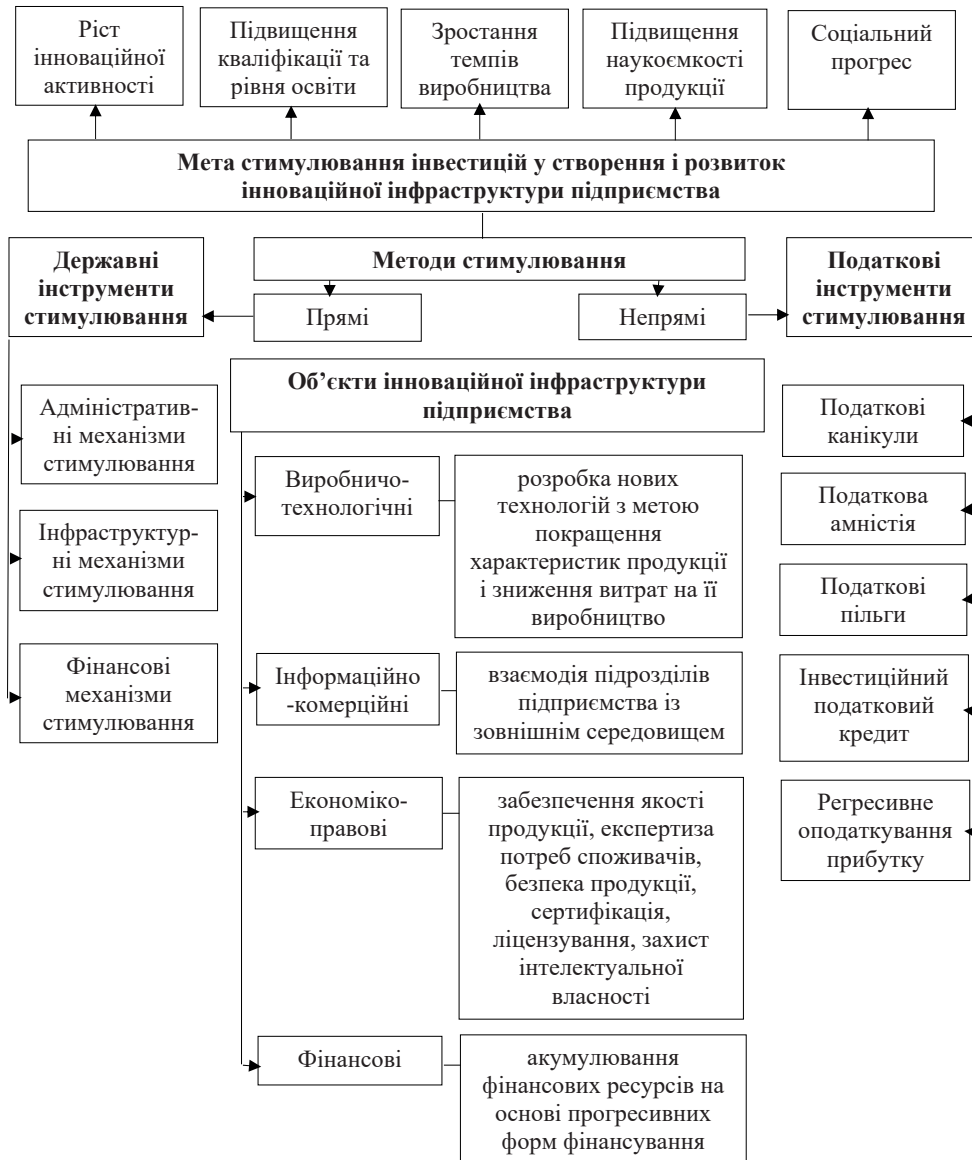 Ріст
інноваційної
активності
Підвищення
кваліфікації та
рівня освіти
Зростання
темпів
виробництва
Підвищення
наукоємкості
продукції
Соціальний
прогрес
Мета стимулювання інвестицій у створення і розвиток
інноваційної інфраструктури підприємства
Державні
інструменти
стимулювання
Методи стимулювання
Прямі
Непрямі
Податкові
інструменти
стимулювання
Адміністратив-
ні механізми
стимулювання
Інфраструктур-
ні механізми
стимулювання
Фінансові
механізми
стимулювання
Об’єкти інноваційної інфраструктури
підприємства
Виробничо-
технологічні
розробка нових
технологій з метою
покращення
характеристик продукції
і зниження витрат на її
виробництво
Інформаційно
-комерційні
взаємодія підрозділів
підприємства із
зовнішнім середовищем
Економіко-
правові
забезпечення якості
продукції, експертиза
потреб споживачів,
безпека продукції,
сертифікація,
ліцензування, захист
інтелектуальної
власності
Фінансові
акумулювання
фінансових ресурсів на
основі прогресивних
форм фінансування
Податкові
канікули
Податкова
амністія
Податкові
пільги
Інвестиційний
податковий
кредит
Регресивне
оподаткування
прибутку